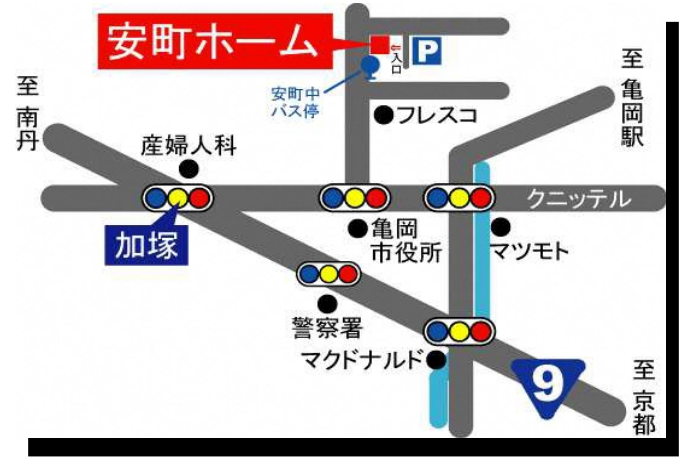 安町ホーム
入口
P
安町中
バス停
フレスコ
至 亀岡駅
至 南丹
産婦人科
クニッテル
加塚
亀岡
市役所
マツモト
警察署
マクドナルド
9
至 京都